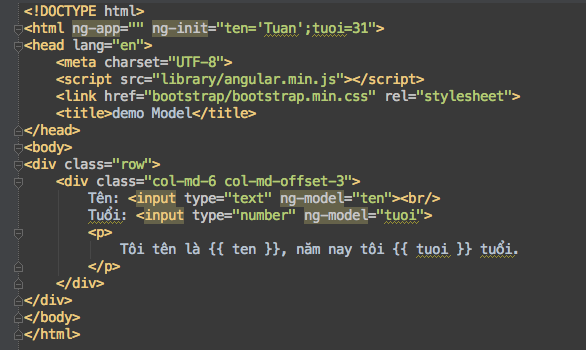 <!DOCTYPE html>
<html ng-app="" ng-init="ten='Tuan';tuoi=31">
<head lang="en">
<meta charset="UTF-8">
<script src="library/angular.min.js"></script>
<link href="bootstrap/bootstrap.min.css" rel="stylesheet">
<title>demo Model</title>
</head>
<body>
<div class="row">
<div class="col-md-6 col-md-offset-3">
Tên: <input type="text" ng-model="ten"><br/>
Tuổi: <input type="number" ng-model="tuoi">
<p>
Tôi tên là {{ ten }}, năm nay tôi {{ tuoi }} tuổi.
</p>
</div>
</div>
</body>
</html>